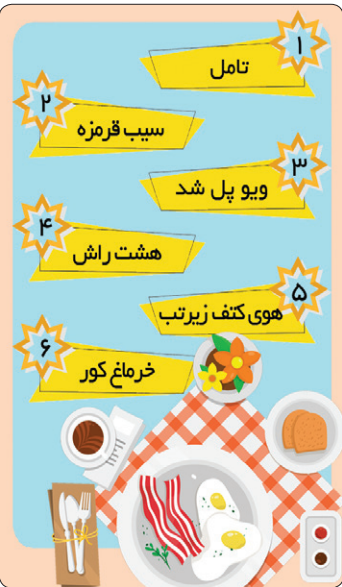 ۱
تامل
۲
سیب قرمزه
۳
ویو پل شد
۴
هشت راش
۵
هوی کتف زیرتب
۶
خرماغ کور